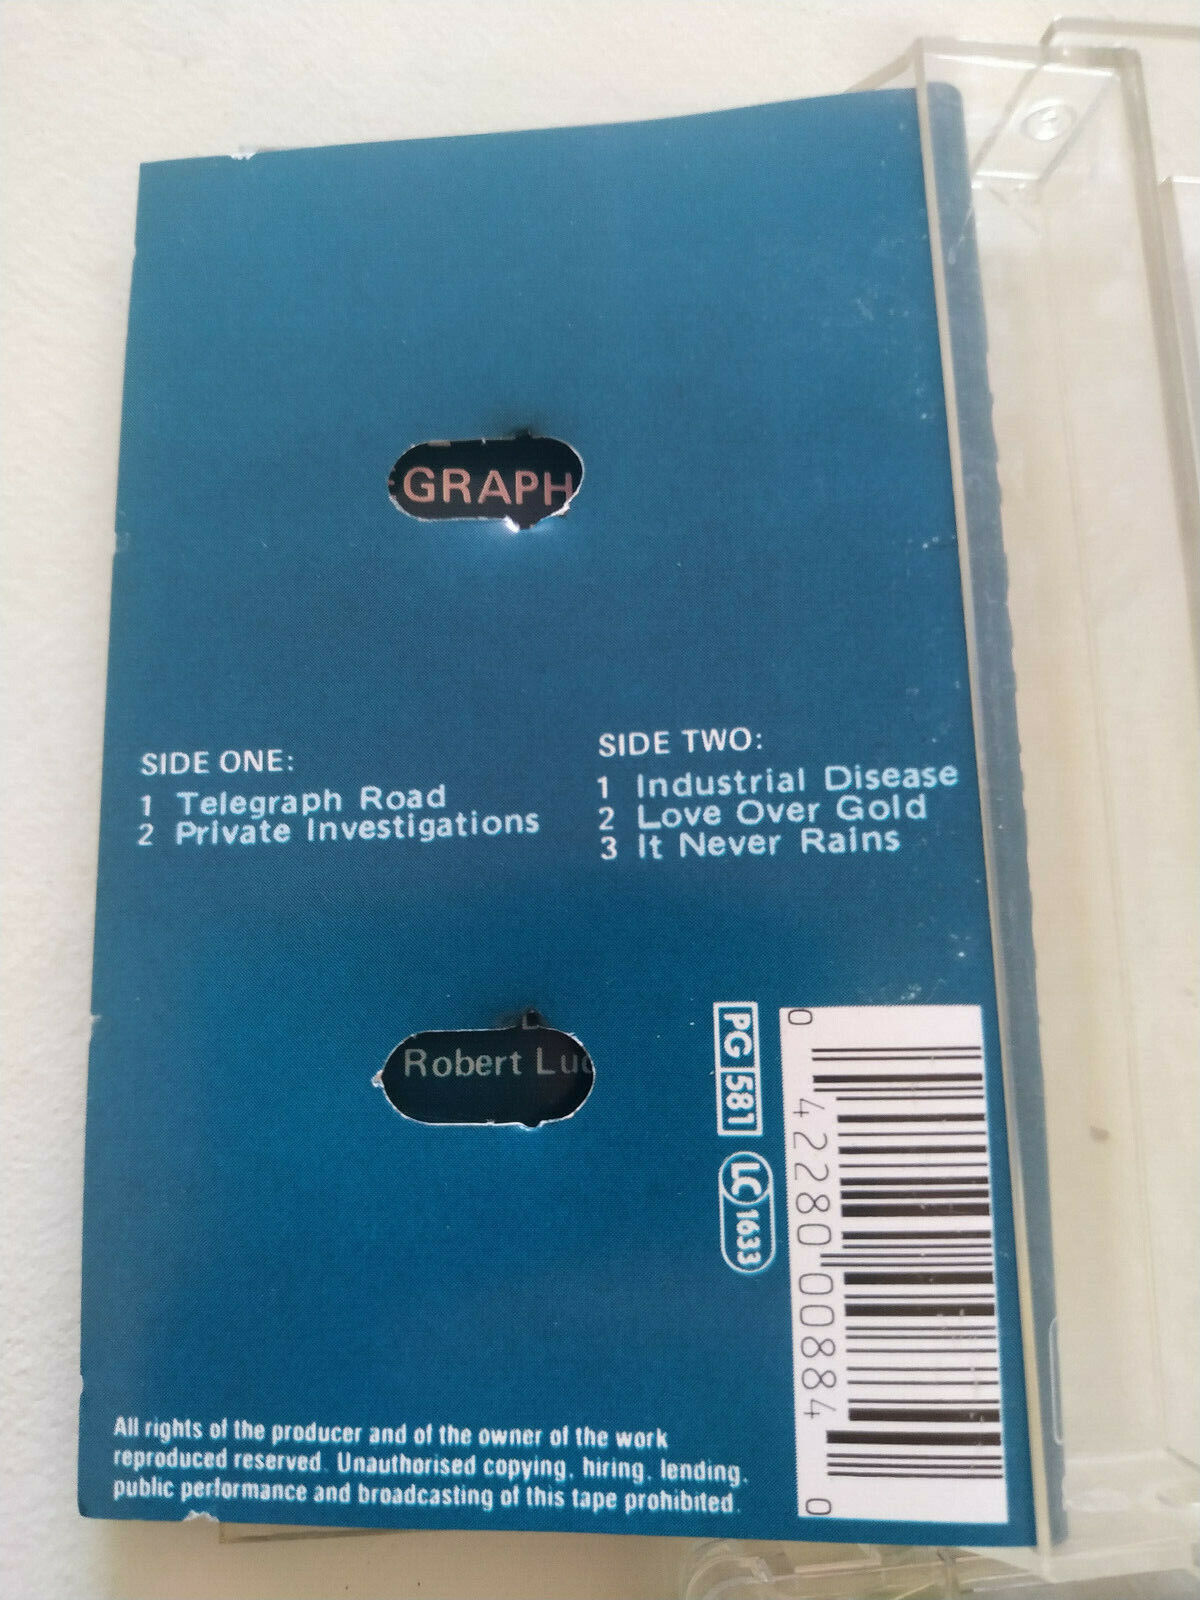 GRAPH
SIDE ONE:
1 Telegraph Road
2 Private Investigations
SIDE TWO:
1 Industrial Disease
2 Love Over Gold
3 It Never Rains
Robert Luc
PG 581
LC 1633
0 42280 00884 0
All rights of the producer and of the owner of the work
reproduced reserved. Unauthorised copying, hiring, lending,
public performance and broadcasting of this tape prohibited.